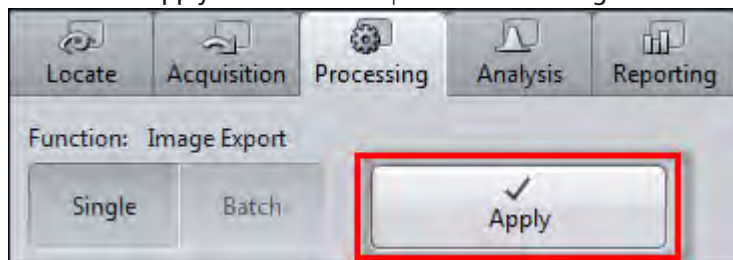 Locate Acquisition Processing Analysis Reporting
Function: Image Export
Single Batch Apply